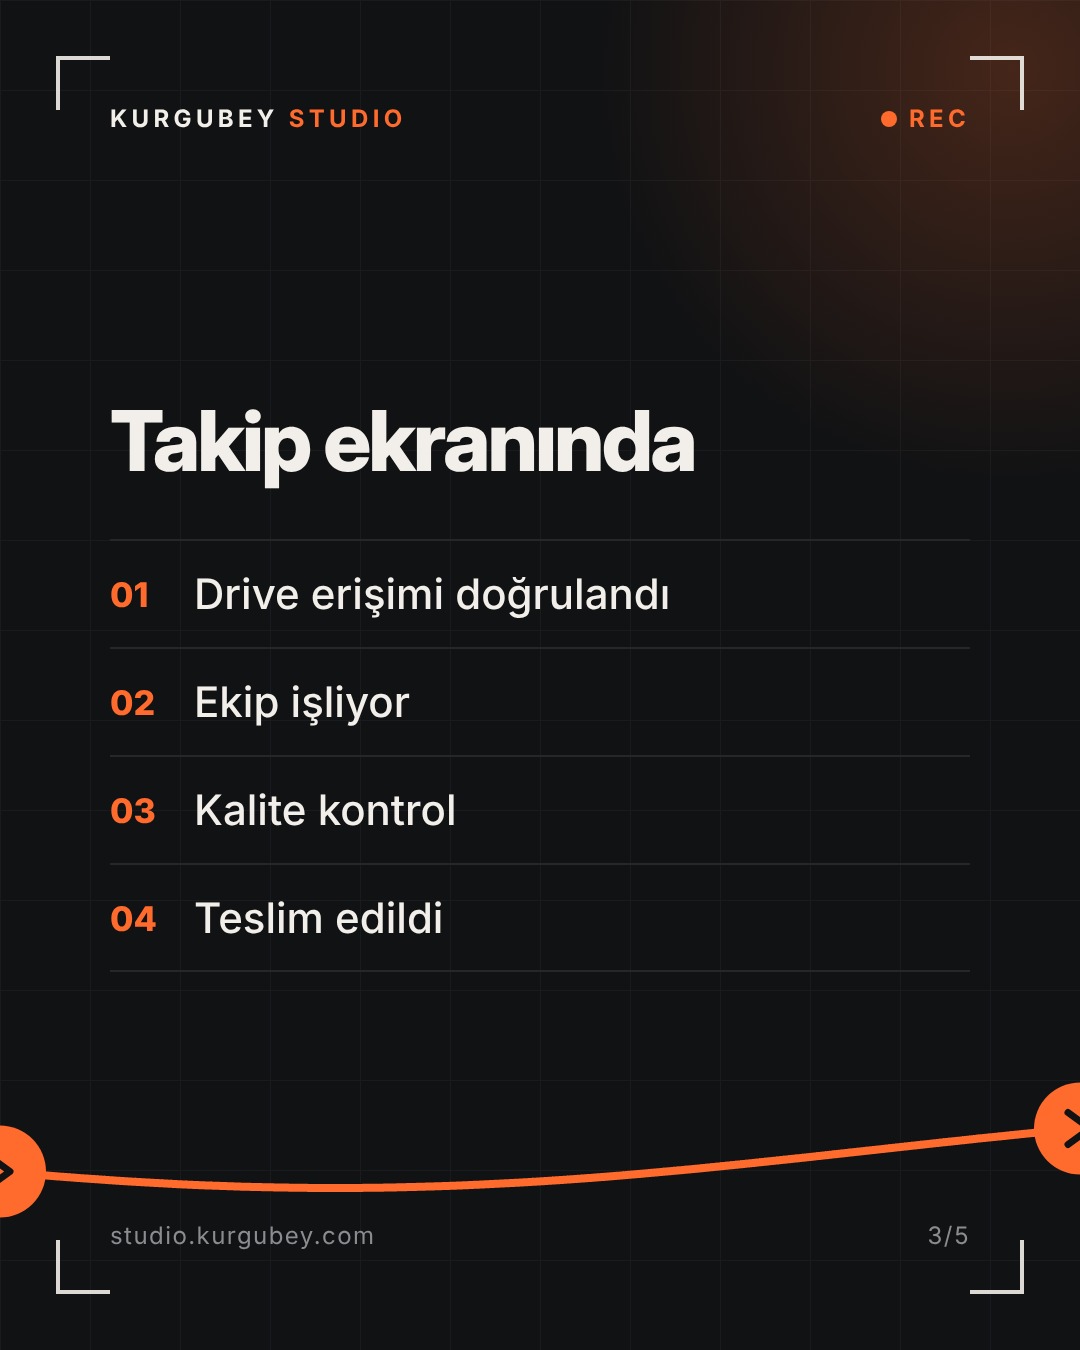 KURGUBEY STUDIO
REC
Takip ekranında
01 Drive erişimi doğrulandı
02 Ekip işliyor
03 Kalite kontrol
04 Teslim edildi
studio.kurgubey.com
3/5